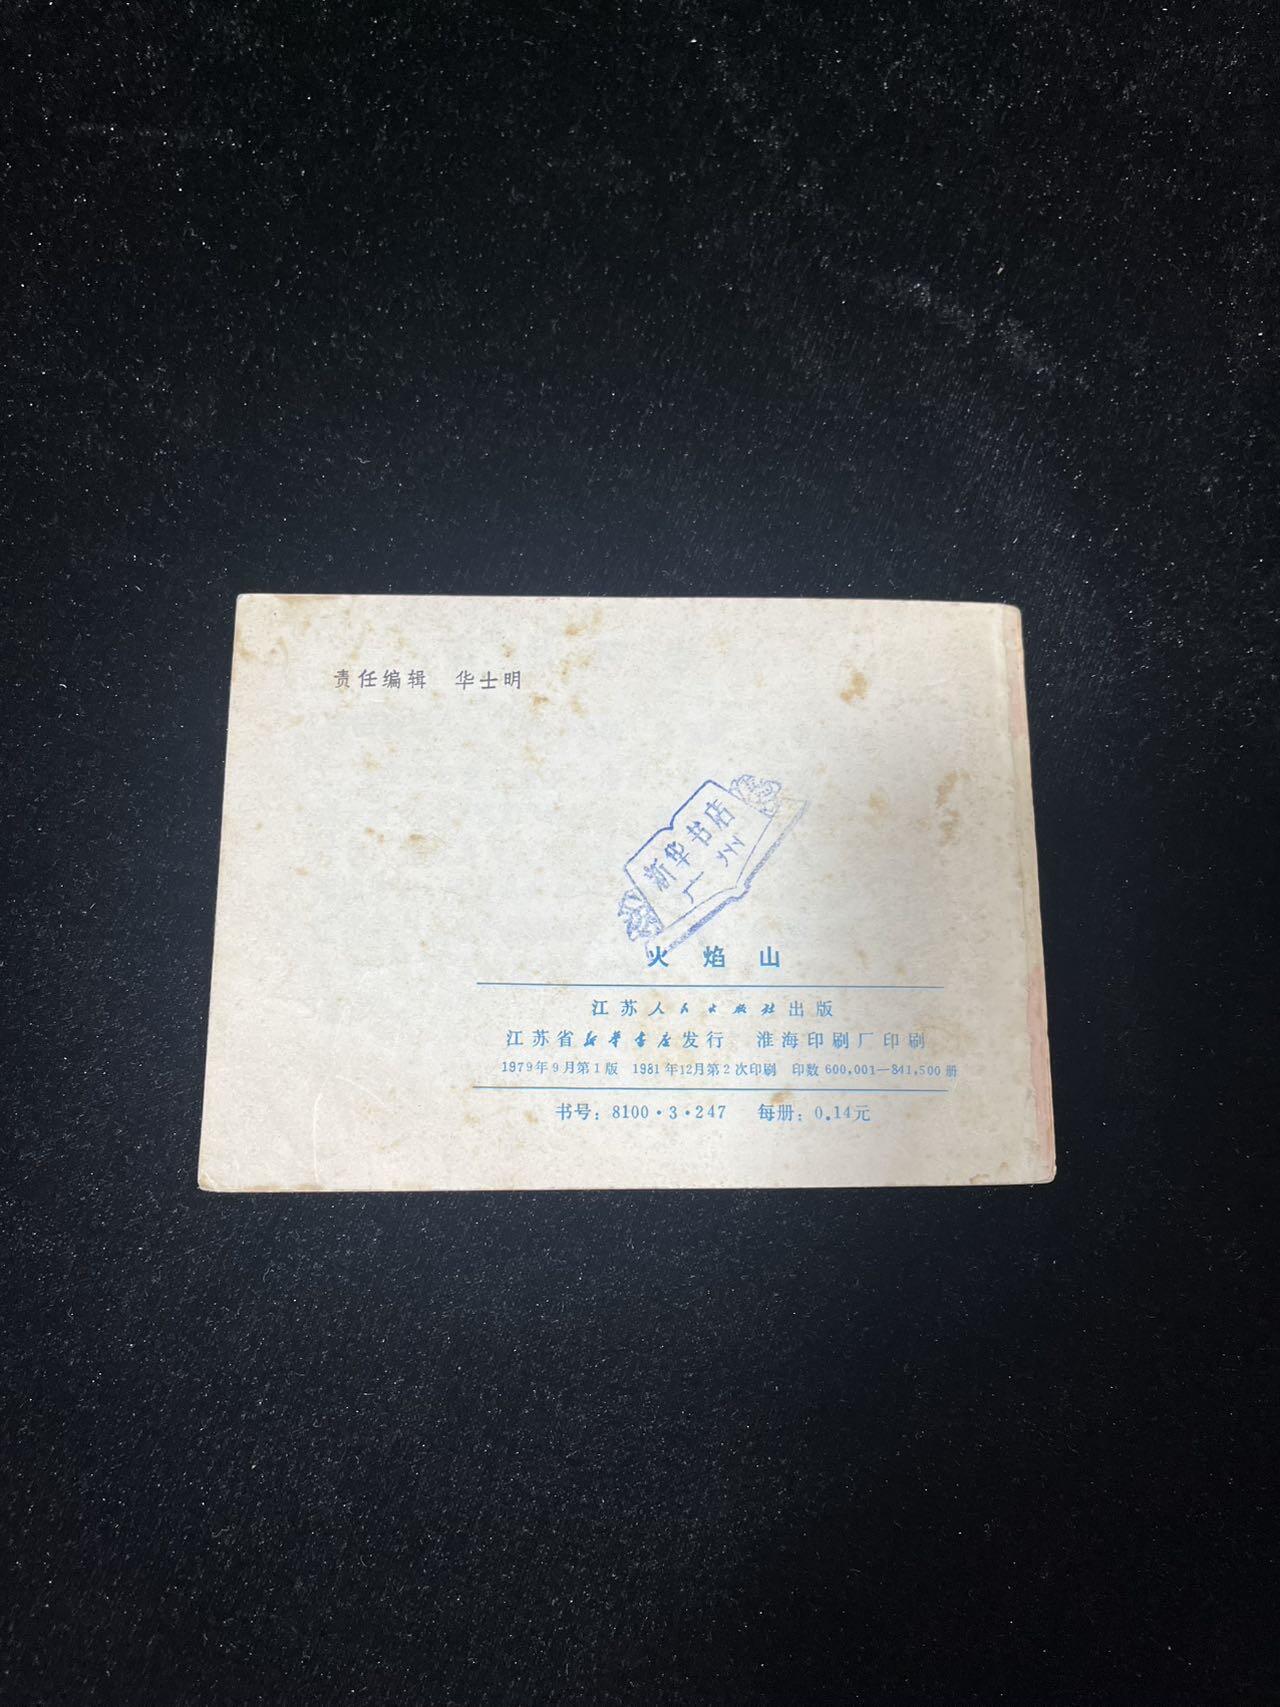 责任编辑 华士明
新华书店
广州
火焰山
江苏人民出版社出版
江苏省新华书店发行 淮海印刷厂印刷
1979年9月第1版 1981年12月第2次印刷 印数600,001—841,500册
书号：8100·3·247 每册：0.14元